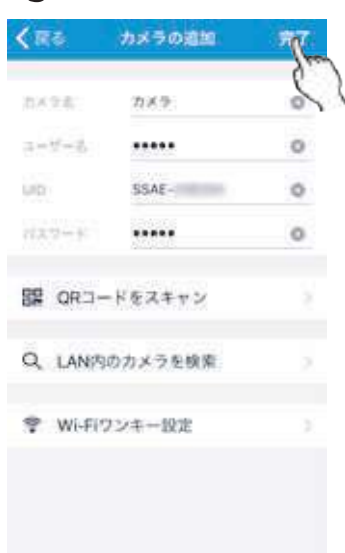 戻る カメラの追加 完了
カメラ名 カメラ
ユーザー名 •••••
UID SSAE-
パスワード •••••
QRコードをスキャン
LAN内のカメラを検索
Wi-Fiワンキー設定